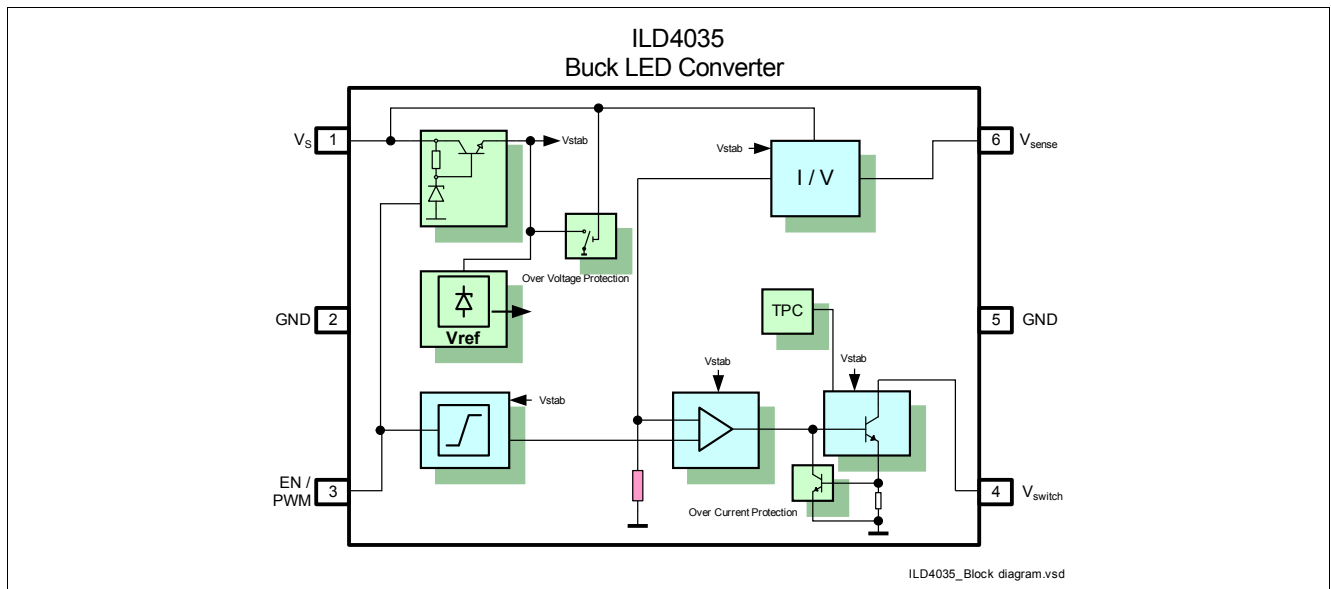 ILD4035
Buck LED Converter
VS
1
Vstab
Vstab
I / V
6
Vsense
Over Voltage Protection
GND
2
Vref
TPC
5
GND
Vstab
Vstab
Vstab
EN /
PWM
3
Over Current Protection
4
Vswitch
ILD4035_Block diagram.vsd